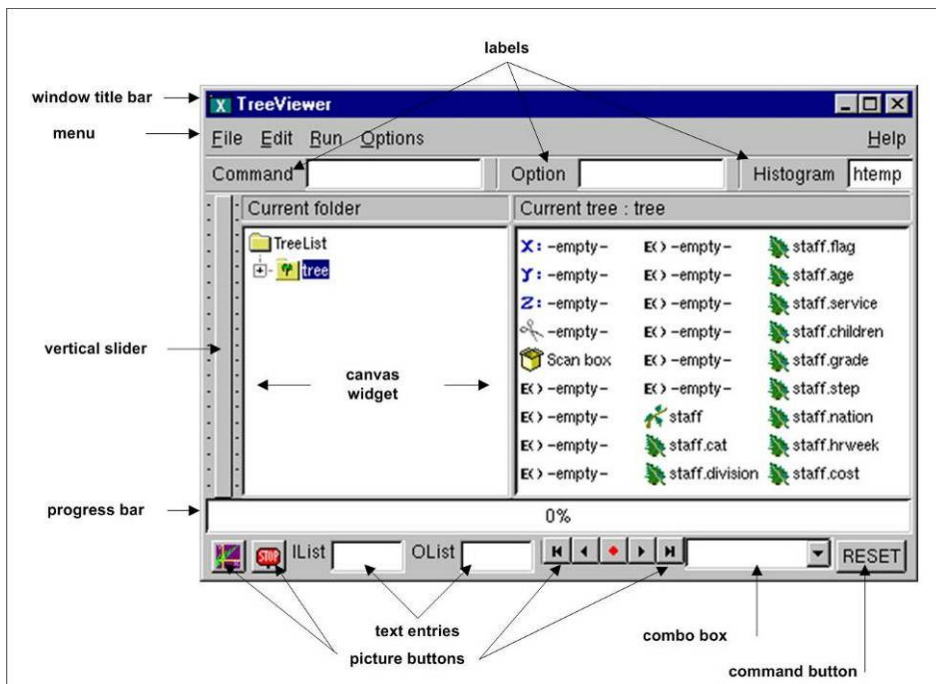 labels
window title bar
TreeViewer
menu
File Edit Run Options Help
Command Option Histogram htemp
Current folder
Current tree : tree
TreeList
tree
X: -empty- E() -empty- staff.flag
Y: -empty- E() -empty- staff.age
Z: -empty- E() -empty- staff.service
-empty- E() -empty- staff.children
Scan box E() -empty- staff.grade
E() -empty- E() -empty- staff.step
E() -empty- staff staff.nation
E() -empty- staff.cat staff.hrweek
E() -empty- staff.division staff.cost
vertical slider
canvas
widget
progress bar
0%
STOP IList OList RESET
text entries
picture buttons
combo box
command button